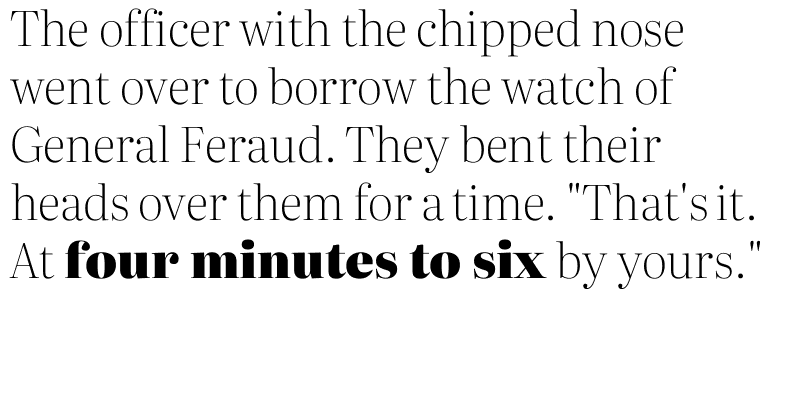 The officer with the chipped nose
went over to borrow the watch of
General Feraud. They bent their
heads over them for a time. "That's it.
At four minutes to six by yours."